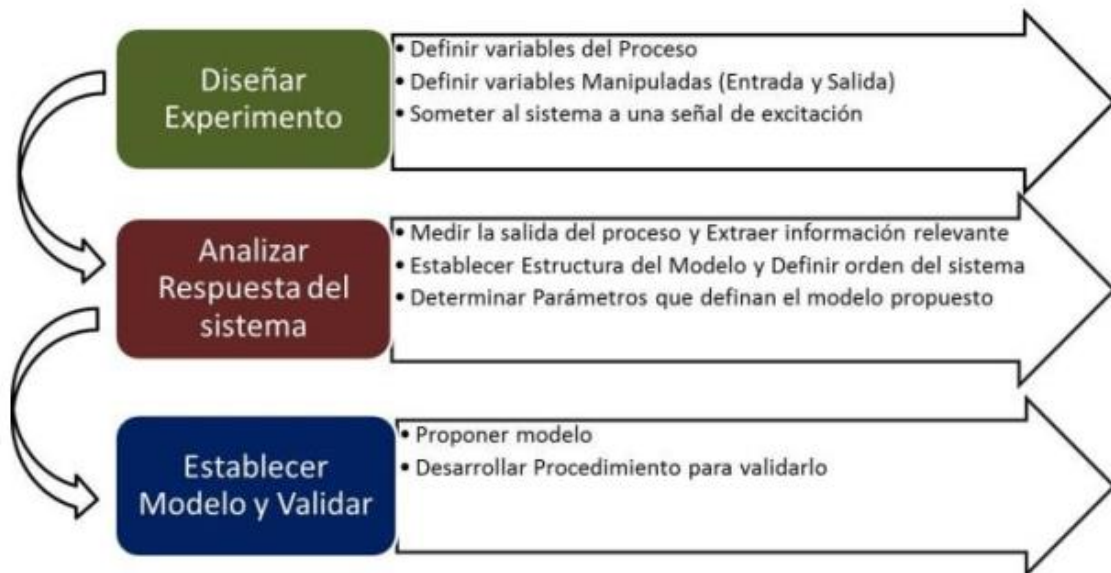 Diseñar
Experimento
• Definir variables del Proceso
• Definir variables Manipuladas (Entrada y Salida)
• Someter al sistema a una señal de excitación
Analizar
Respuesta del
sistema
• Medir la salida del proceso y Extraer información relevante
• Establecer Estructura del Modelo y Definir orden del sistema
• Determinar Parámetros que definan el modelo propuesto
Establecer
Modelo y Validar
• Proponer modelo
• Desarrollar Procedimiento para validarlo